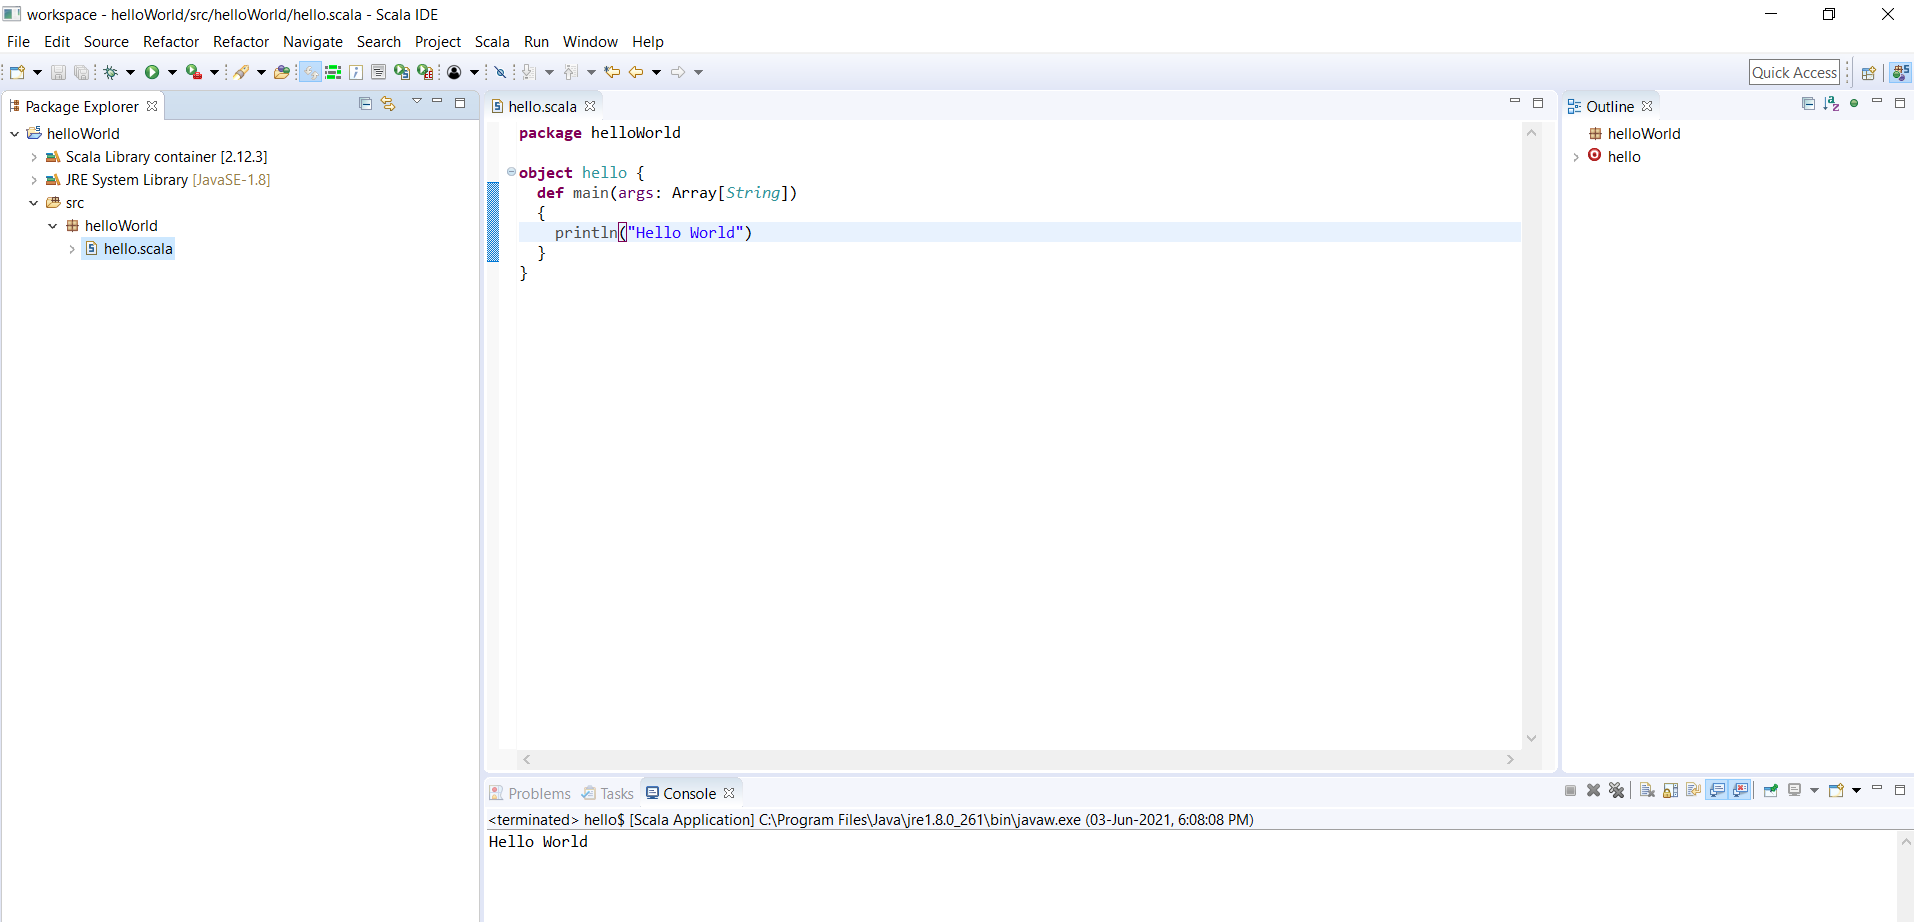 workspace - helloWorld/src/helloWorld/hello.scala - Scala IDE
File Edit Source Refactor Refactor Navigate Search Project Scala Run Window Help
Quick Access
Package Explorer
helloWorld
Scala Library container [2.12.3]
JRE System Library [JavaSE-1.8]
src
helloWorld
hello.scala
hello.scala
package helloWorld
object hello {
def main(args: Array[String])
{
println("Hello World")
}
}
Outline
helloWorld
hello
Problems Tasks Console
<terminated> hello$ [Scala Application] C:\Program Files\Java\jre1.8.0_261\bin\javaw.exe (03-Jun-2021, 6:08:08 PM)
Hello World